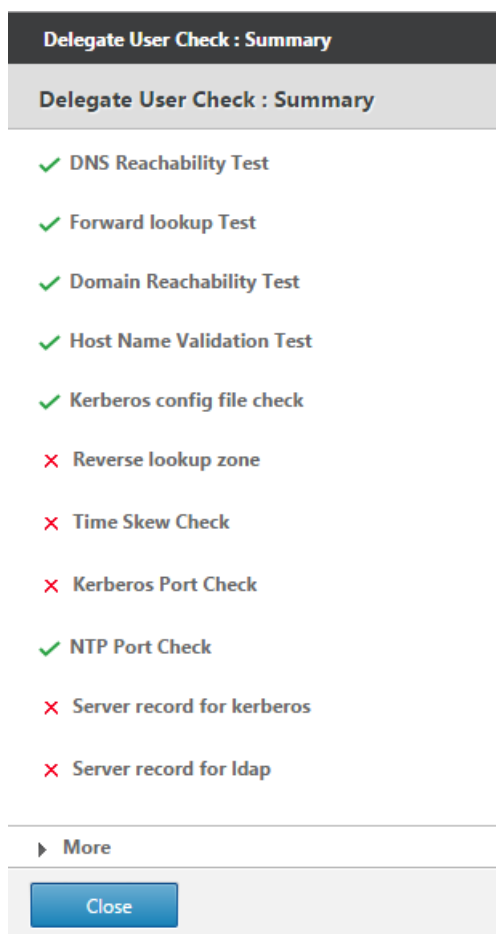 Delegate User Check : Summary
Delegate User Check : Summary
DNS Reachability Test
Forward lookup Test
Domain Reachability Test
Host Name Validation Test
Kerberos config file check
Reverse lookup zone
Time Skew Check
Kerberos Port Check
NTP Port Check
Server record for kerberos
Server record for ldap
More
Close